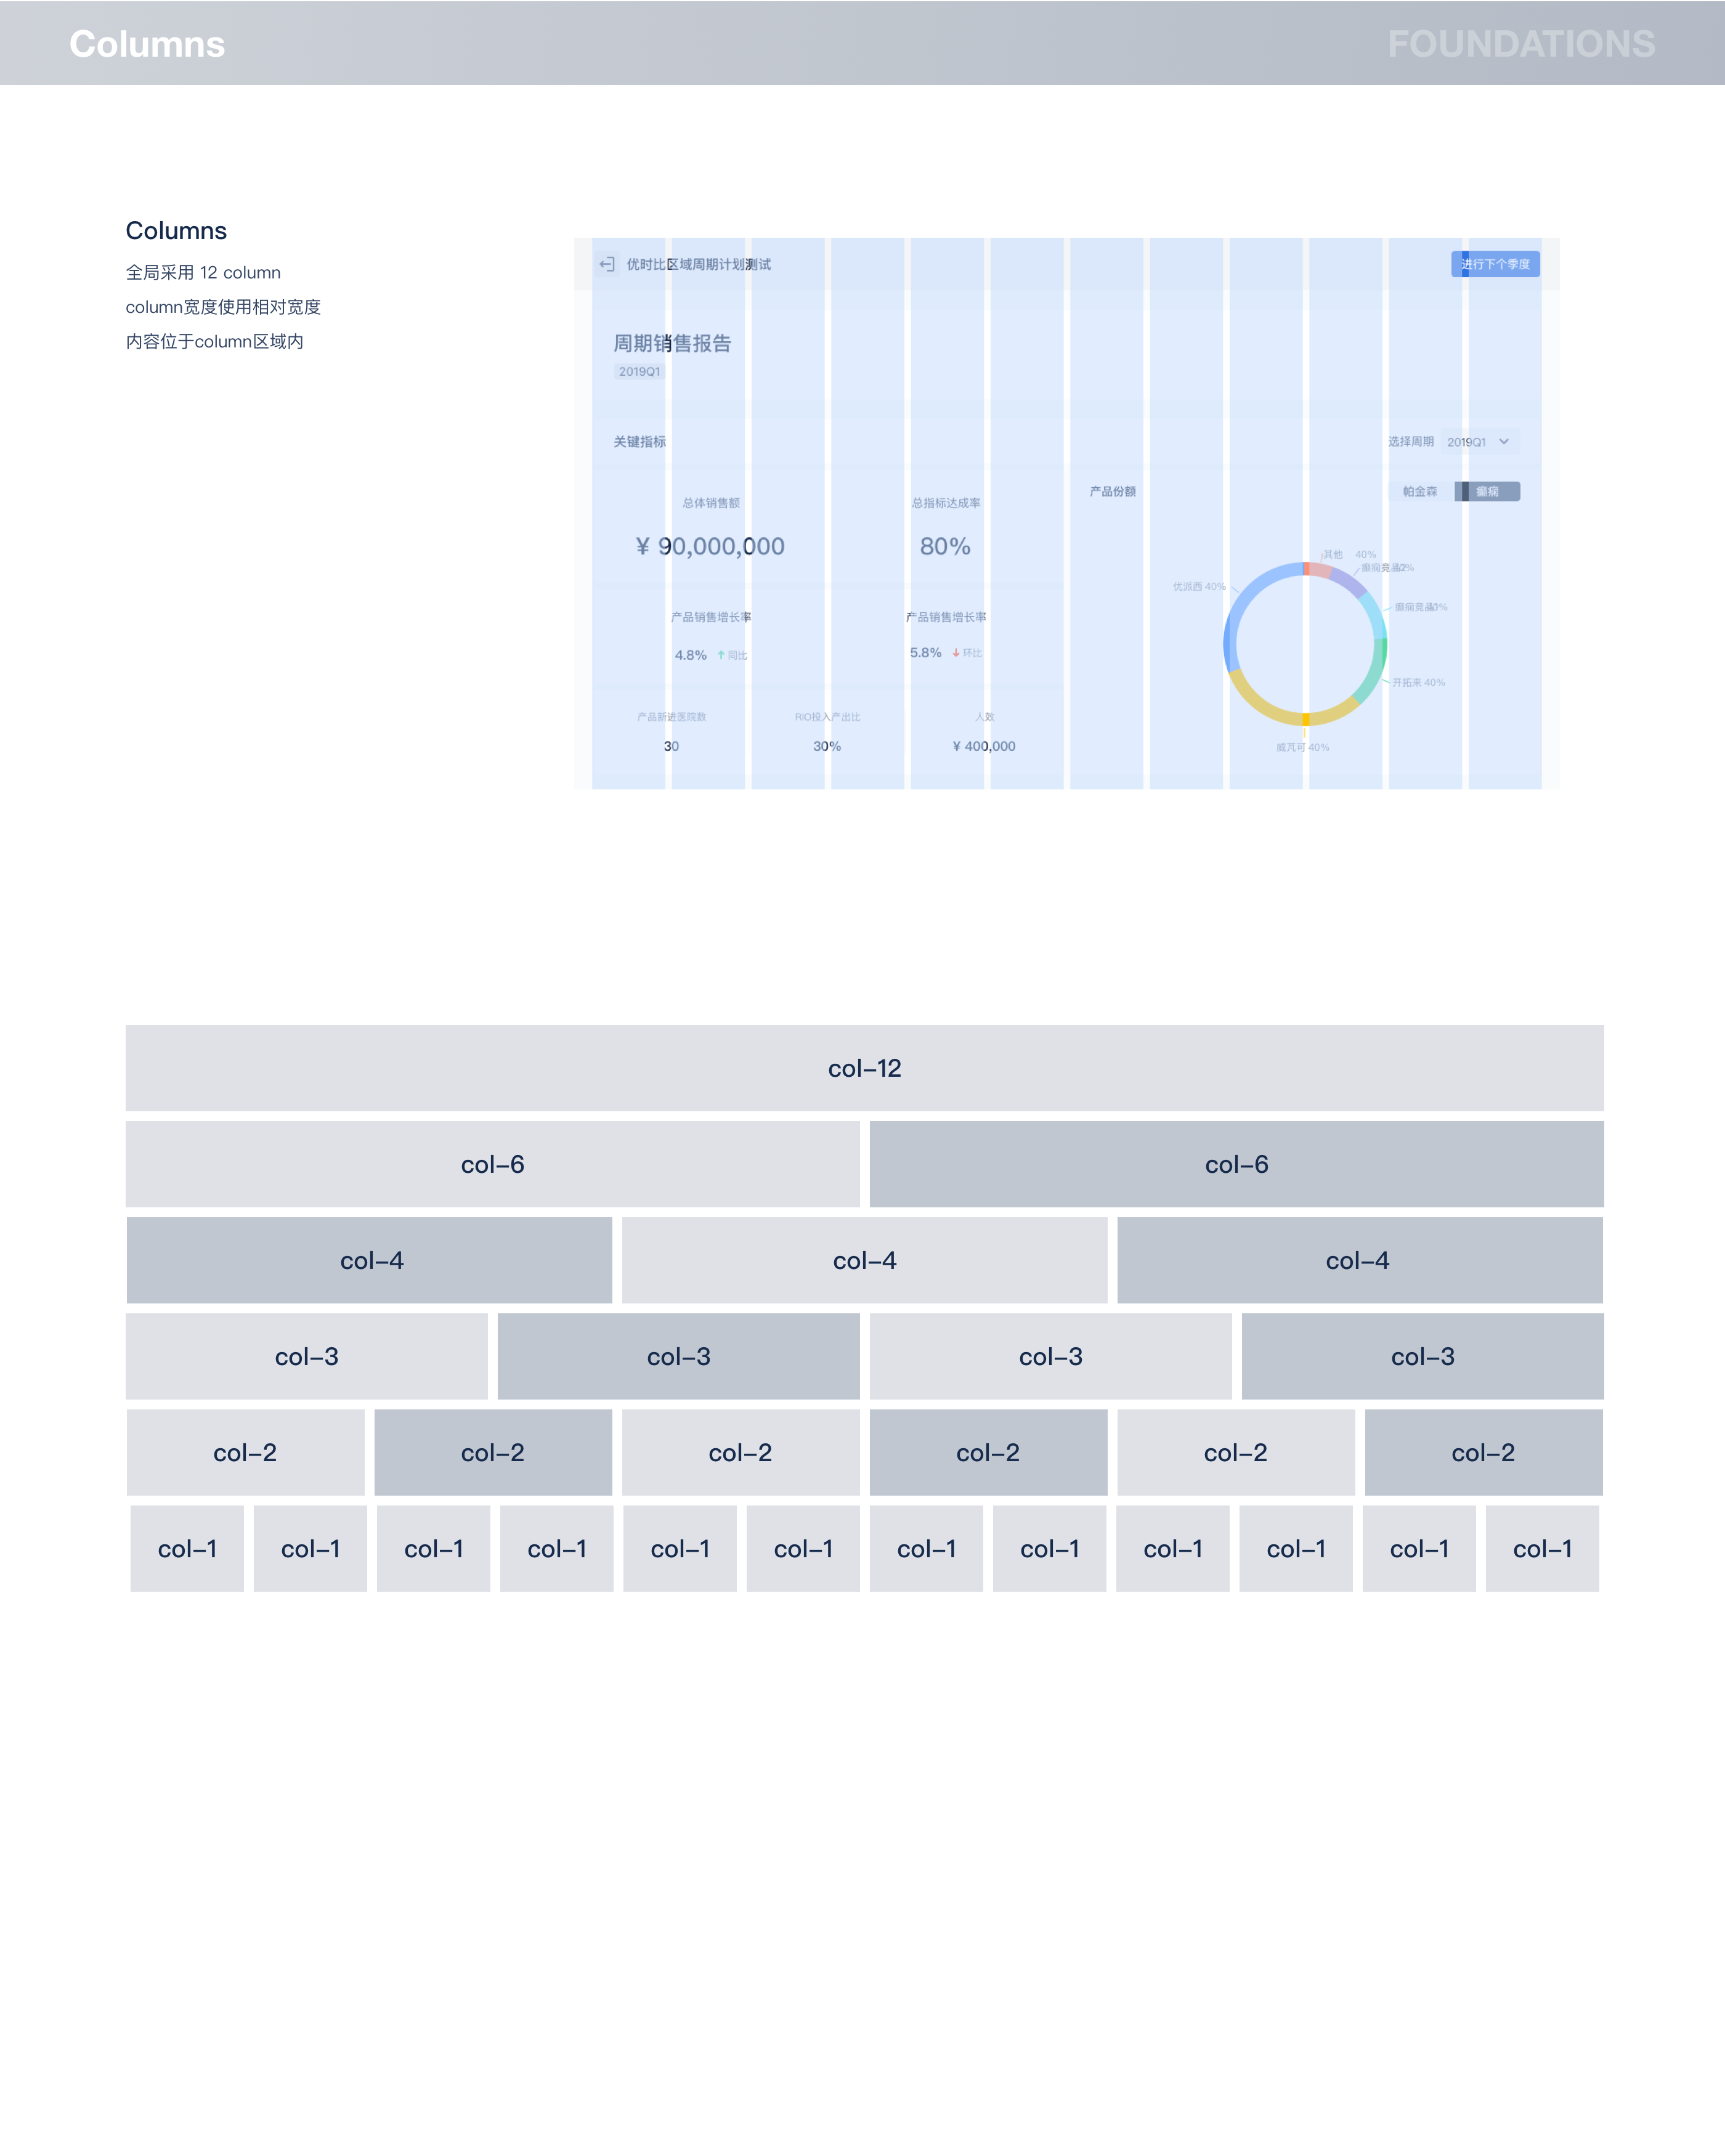 Columns
FOUNDATIONS
Columns
全局采用 12 column
column宽度使用相对宽度
内容位于column区域内
优时比区域周期计划测试
进行下个季度
周期销售报告
2019Q1
关键指标
选择周期 2019Q1
总体销售额
¥ 90,000,000
总指标达成率
80%
产品销售增长率
4.8% 同比
产品销售增长率
5.8% 环比
产品新进医院数
30
RIO投入产出比
30%
人效
¥ 400,000
产品份额
帕金森
癫痫
其他 40%
癫痫竞品2
癫痫竞品1
优派西 40%
开拓来 40%
威芃可 40%
col–12
col–6 col–6
col–4 col–4 col–4
col–3 col–3 col–3 col–3
col–2 col–2 col–2 col–2 col–2 col–2
col–1 col–1 col–1 col–1 col–1 col–1 col–1 col–1 col–1 col–1 col–1 col–1